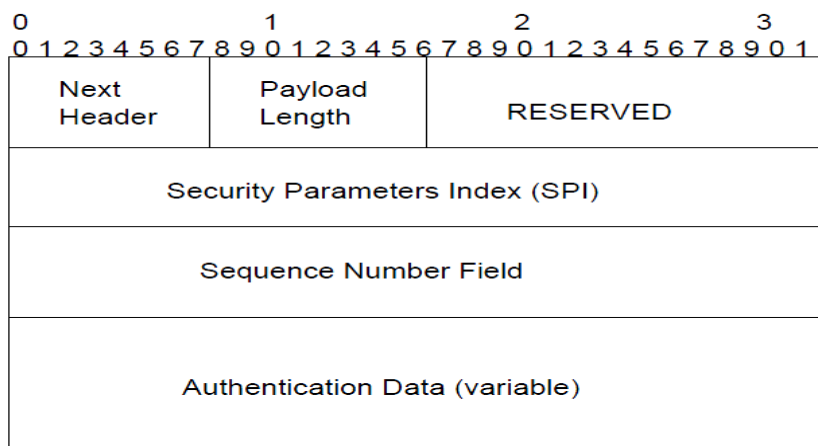 0 1 2 3
0 1 2 3 4 5 6 7 8 9 0 1 2 3 4 5 6 7 8 9 0 1 2 3 4 5 6 7 8 9 0 1
Next Header
Payload Length
RESERVED
Security Parameters Index (SPI)
Sequence Number Field
Authentication Data (variable)